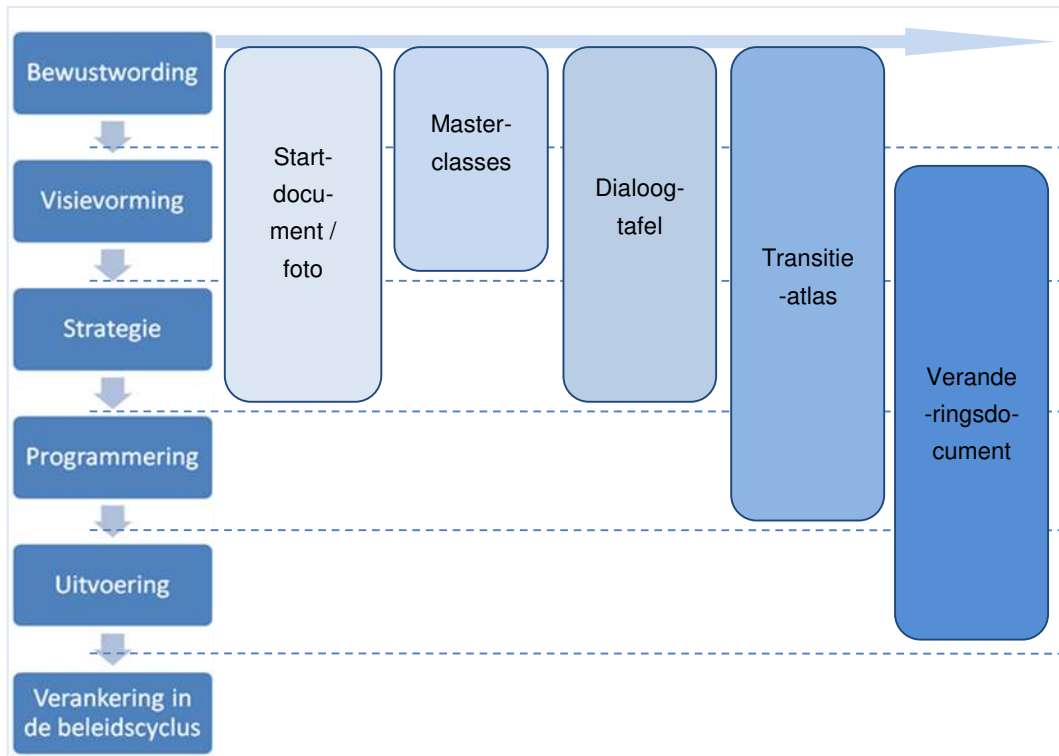 Bewustwording
Visievorming
Strategie
Programmering
Uitvoering
Verankering in
de beleidscyclus
Start-
docu-
ment /
foto
Master-
classes
Dialoog-
tafel
Transitie
-atlas
Verande
-ringsdo-
cument